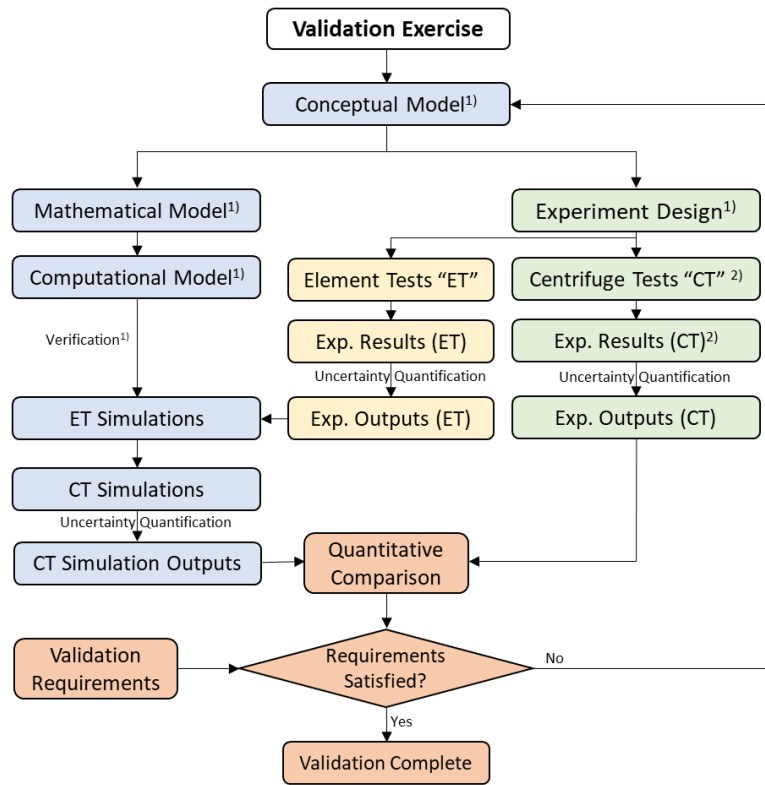 Validation Exercise
Conceptual Model1)
Mathematical Model1)
Experiment Design1)
Computational Model1)
Element Tests “ET”
Centrifuge Tests “CT” 2)
Verification1)
Exp. Results (ET)
Exp. Results (CT)2)
Uncertainty Quantification
Uncertainty Quantification
ET Simulations
Exp. Outputs (ET)
Exp. Outputs (CT)
CT Simulations
Uncertainty Quantification
CT Simulation Outputs
Quantitative
Comparison
Validation
Requirements
Requirements
Satisfied?
No
Yes
Validation Complete